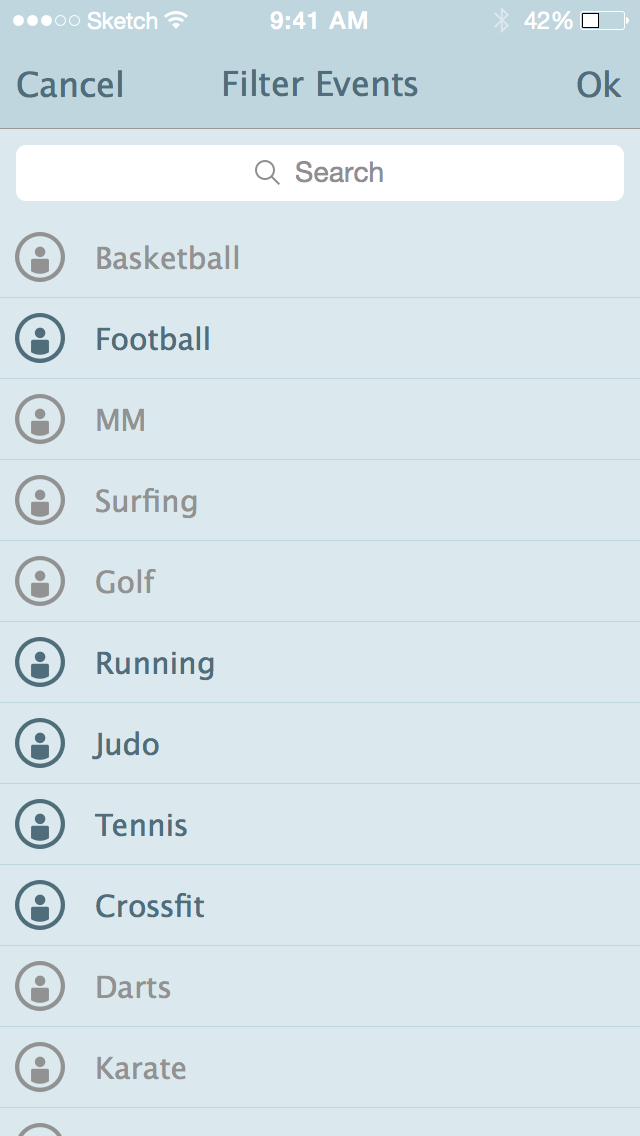 Sketch 9:41 AM 42%
Cancel Filter Events Ok
Search
Basketball
Football
MM
Surfing
Golf
Running
Judo
Tennis
Crossfit
Darts
Karate